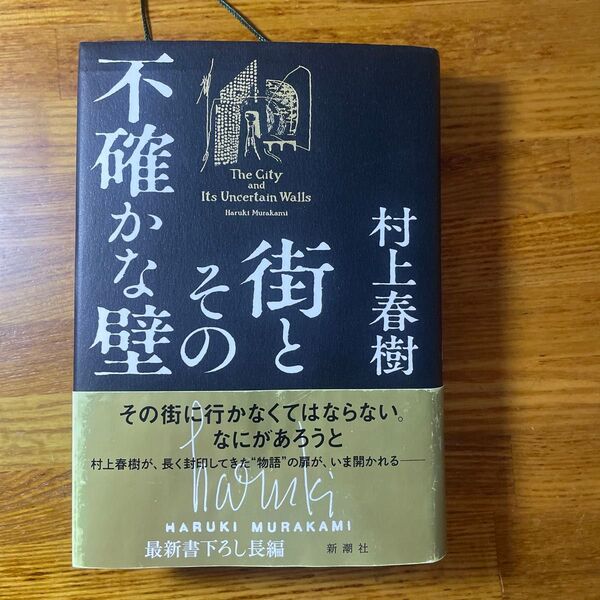 The City
and
Its Uncertain Walls
Haruki Murakami
村上春樹
街と
その
不確かな壁
その街に行かなくてはならない。
なにがあろうと
村上春樹が、長く封印してきた“物語”の扉が、いま開かれる——
haruki
HARUKI MURAKAMI
最新書下ろし長編
新潮社